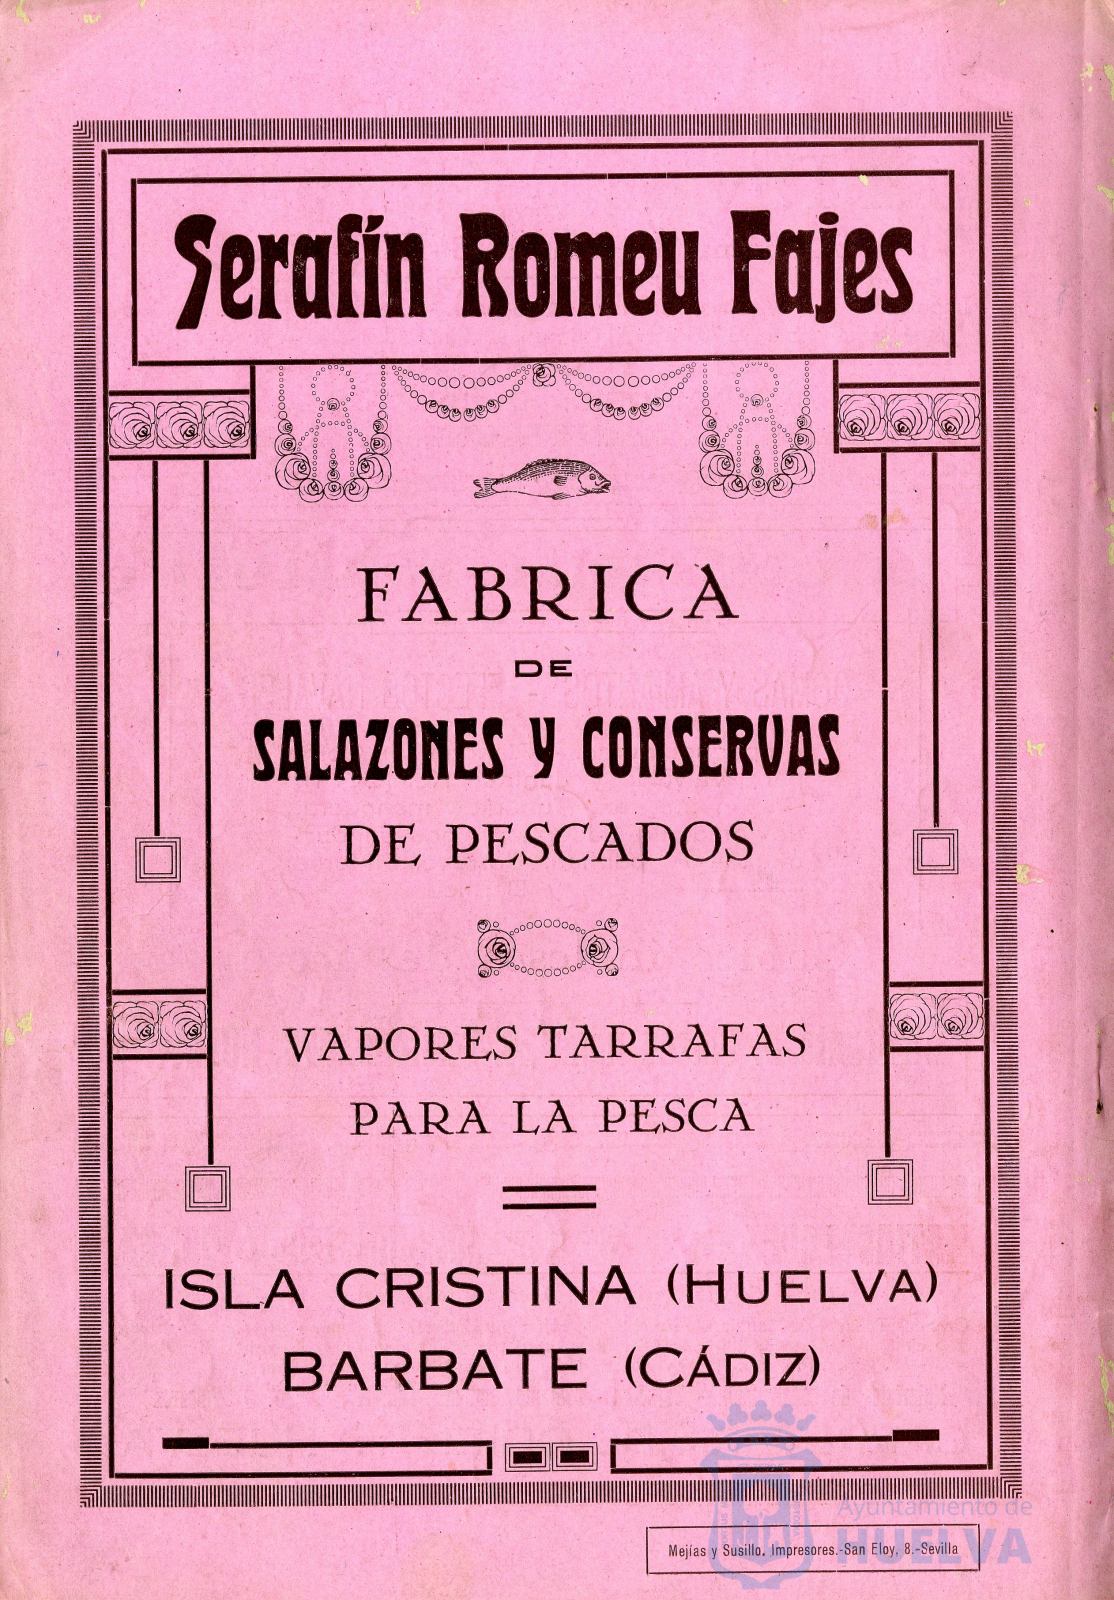 Serafín Romeu Fajes
FABRICA
DE
SALAZONES Y CONSERVAS
DE PESCADOS
VAPORES TARRAFAS
PARA LA PESCA
ISLA CRISTINA (HUELVA)
BARBATE (CÁDIZ)
Ayuntamiento de
HUELVA
Mejías y Susillo, Impresores.-San Eloy, 8.-Sevilla